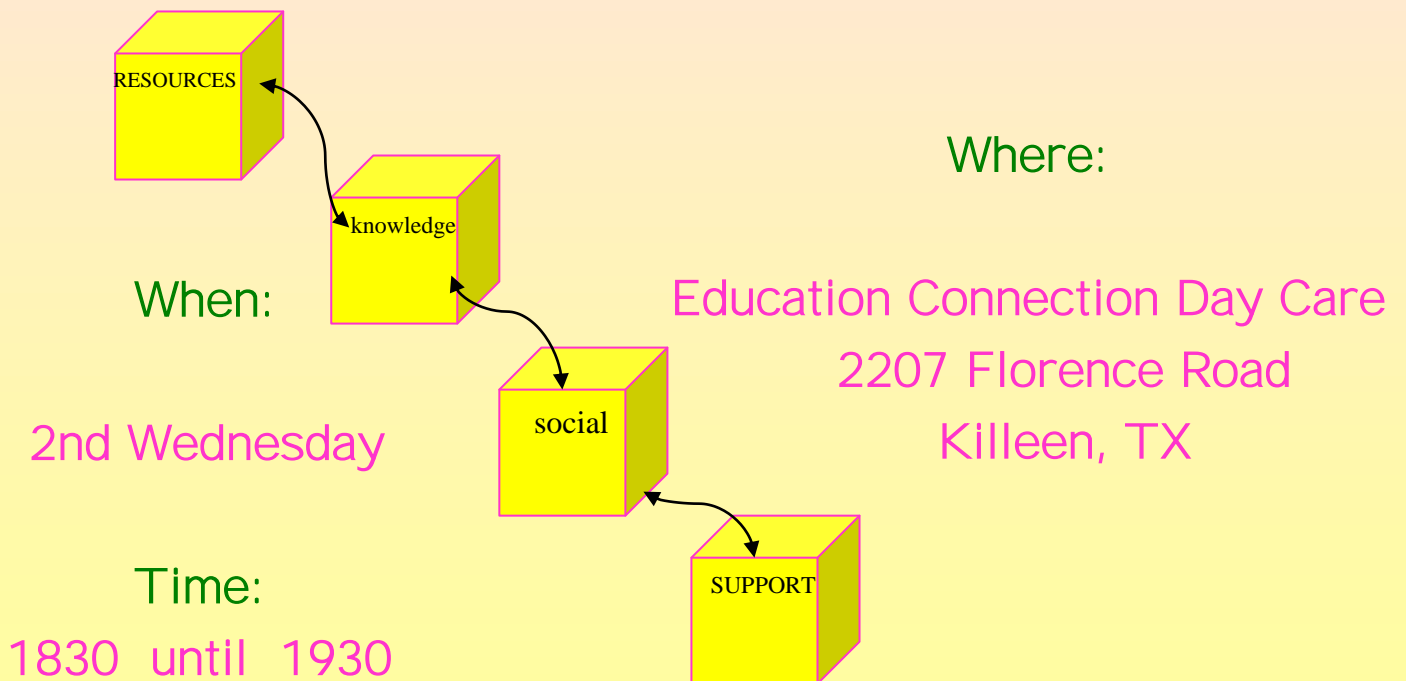 RESOURCES
knowledge
social
SUPPORT
When:
2nd Wednesday
Time:
1830 until 1930
Where:
Education Connection Day Care
2207 Florence Road
Killeen, TX